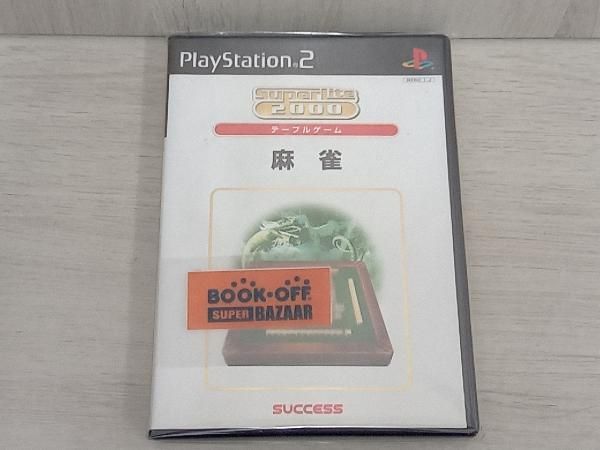 PlayStation 2
SuperLite
2000
テーブルゲーム
麻雀
BOOK·OFF
SUPER BAZAAR
SUCCESS